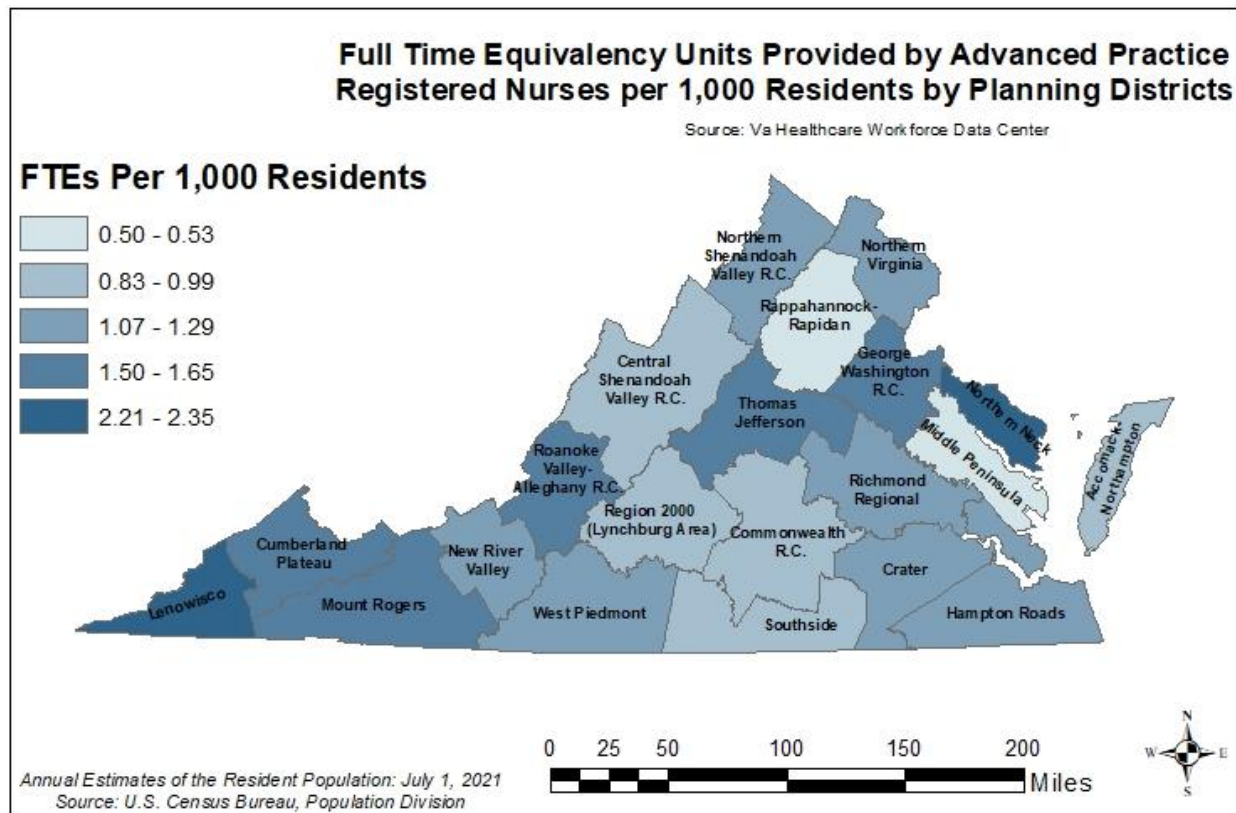 Full Time Equivalency Units Provided by Advanced Practice
Registered Nurses per 1,000 Residents by Planning Districts
Source: Va Healthcare Workforce Data Center
FTEs Per 1,000 Residents
0.50 - 0.53
0.83 - 0.99
1.07 - 1.29
1.50 - 1.65
2.21 - 2.35
Northern
Shenandoah
Valley R.C.
Northern
Virginia
Rappahannock-
Rapidan
Central
Shenandoah
Valley R.C.
George
Washington
R.C.
Northern Neck
Thomas
Jefferson
Middle Peninsula
Accomack-
Northampton
Roanoke
Valley-
Alleghany R.C.
Richmond
Regional
Region 2000
(Lynchburg Area)
Commonwealth
R.C.
Cumberland
Plateau
New River
Valley
Crater
Lenowisco
Mount Rogers
West Piedmont
Southside
Hampton Roads
0 25 50 100 150 200
Miles
N
W E
S
Annual Estimates of the Resident Population: July 1, 2021
Source: U.S. Census Bureau, Population Division